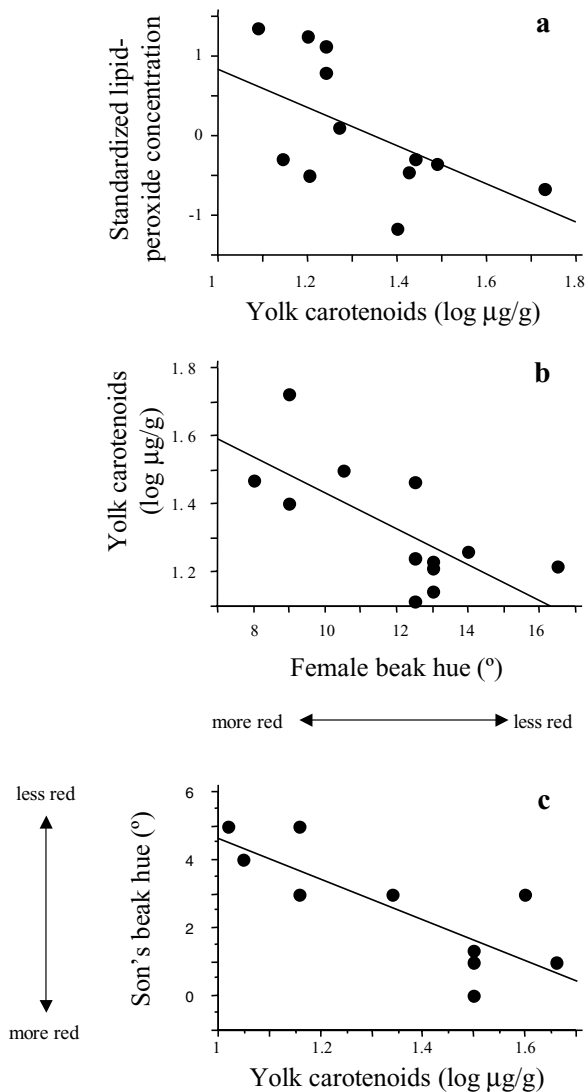 a
Standardized lipid-
peroxide concentration
1
0
-1
1 1.2 1.4 1.6 1.8
Yolk carotenoids (log μg/g)
b
Yolk carotenoids
(log μg/g)
1.8
1.6
1.4
1.2
8 10 12 14 16
Female beak hue (º)
more red less red
c
less red
more red
Son's beak hue (º)
6
4
2
0
1 1.2 1.4 1.6
Yolk carotenoids (log μg/g)